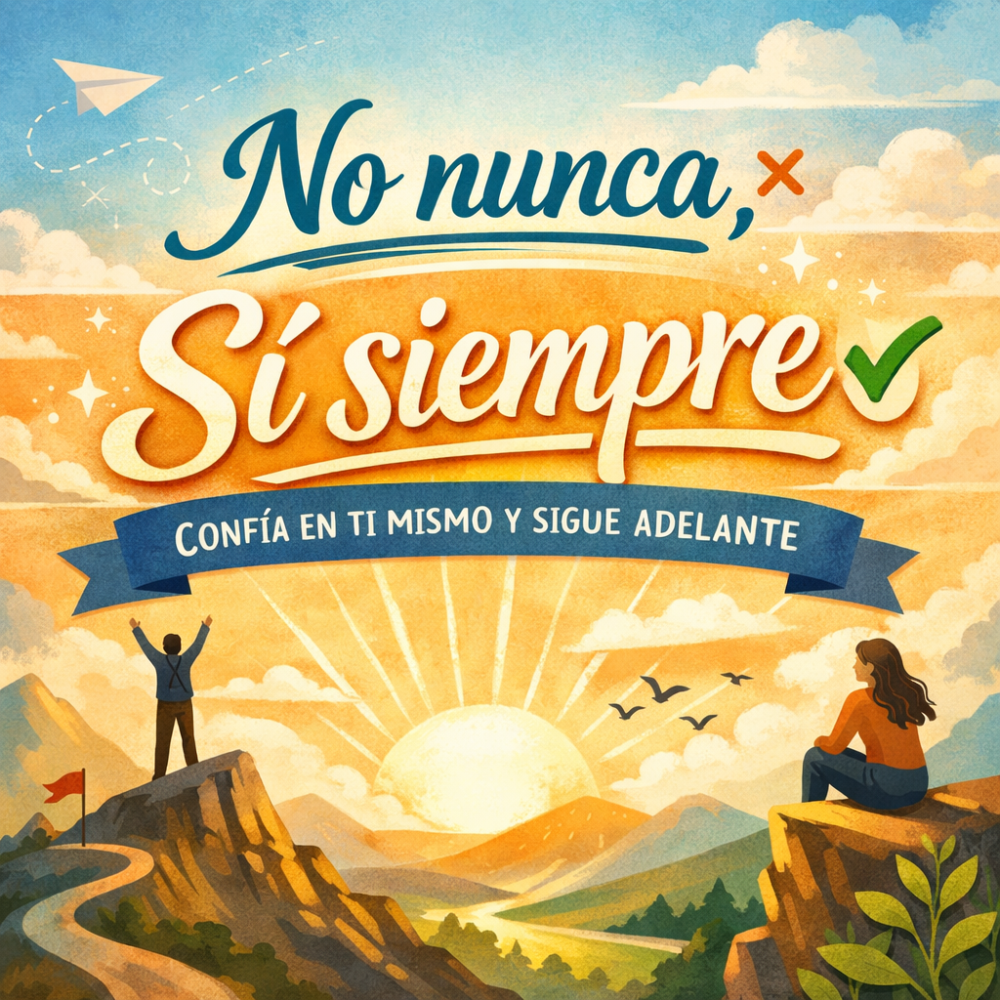 No nunca,
Sí siempre
CONFÍA EN TI MISMO Y SIGUE ADELANTE